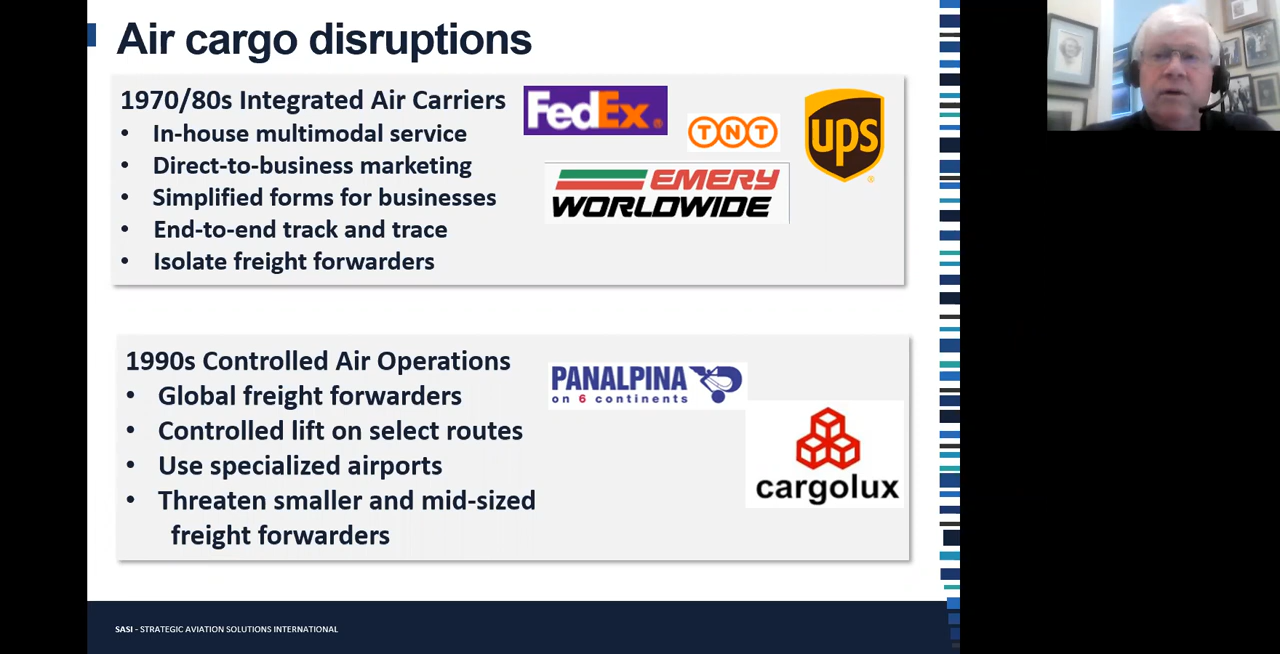 Air cargo disruptions
1970/80s Integrated Air Carriers
• In-house multimodal service
• Direct-to-business marketing
• Simplified forms for businesses
• End-to-end track and trace
• Isolate freight forwarders
FedEx®
TNT
ups®
EMERY
WORLDWIDE
1990s Controlled Air Operations
• Global freight forwarders
• Controlled lift on select routes
• Use specialized airports
• Threaten smaller and mid-sized
freight forwarders
PANALPINA
on 6 continents
cargolux
SASI - STRATEGIC AVIATION SOLUTIONS INTERNATIONAL